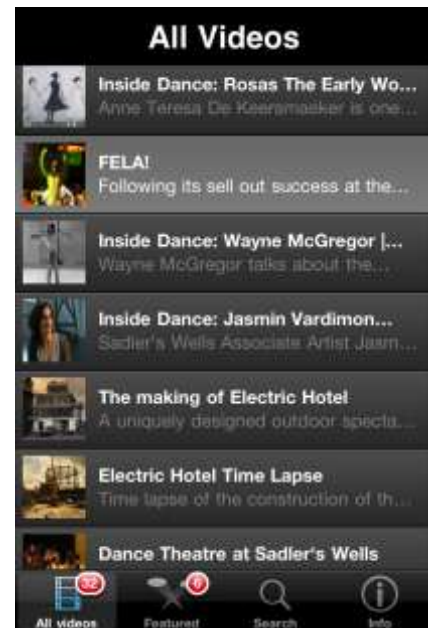 All Videos
Inside Dance: Rosas The Early Wo...
Anne Teresa De Keersmaeker is one...
FELA!
Following its sell out success at the...
Inside Dance: Wayne McGregor |...
Wayne McGregor talks about the...
Inside Dance: Jasmin Vardimon...
Sadler's Wells Associate Artist Jasm...
The making of Electric Hotel
A uniquely designed outdoor specta...
Electric Hotel Time Lapse
Time lapse of the construction of th...
Dance Theatre at Sadler's Wells
32
All videos
Featured
Search
Info